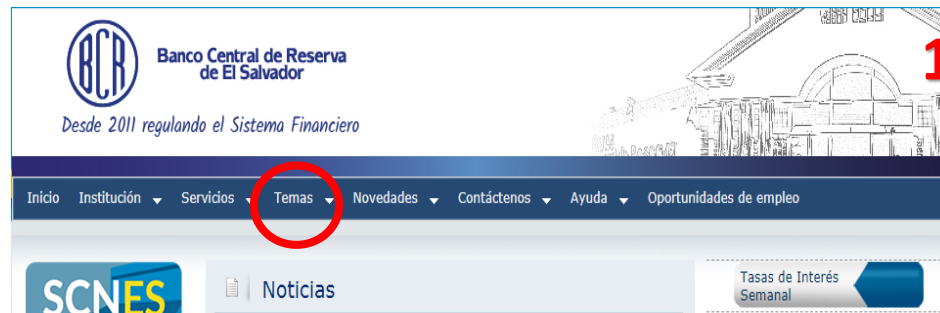 BCR
Banco Central de Reserva
de El Salvador
Desde 2011 regulando el Sistema Financiero
1
Inicio Institución Servicios Temas Novedades Contáctenos Ayuda Oportunidades de empleo
SCNES
Noticias
Tasas de Interés
Semanal